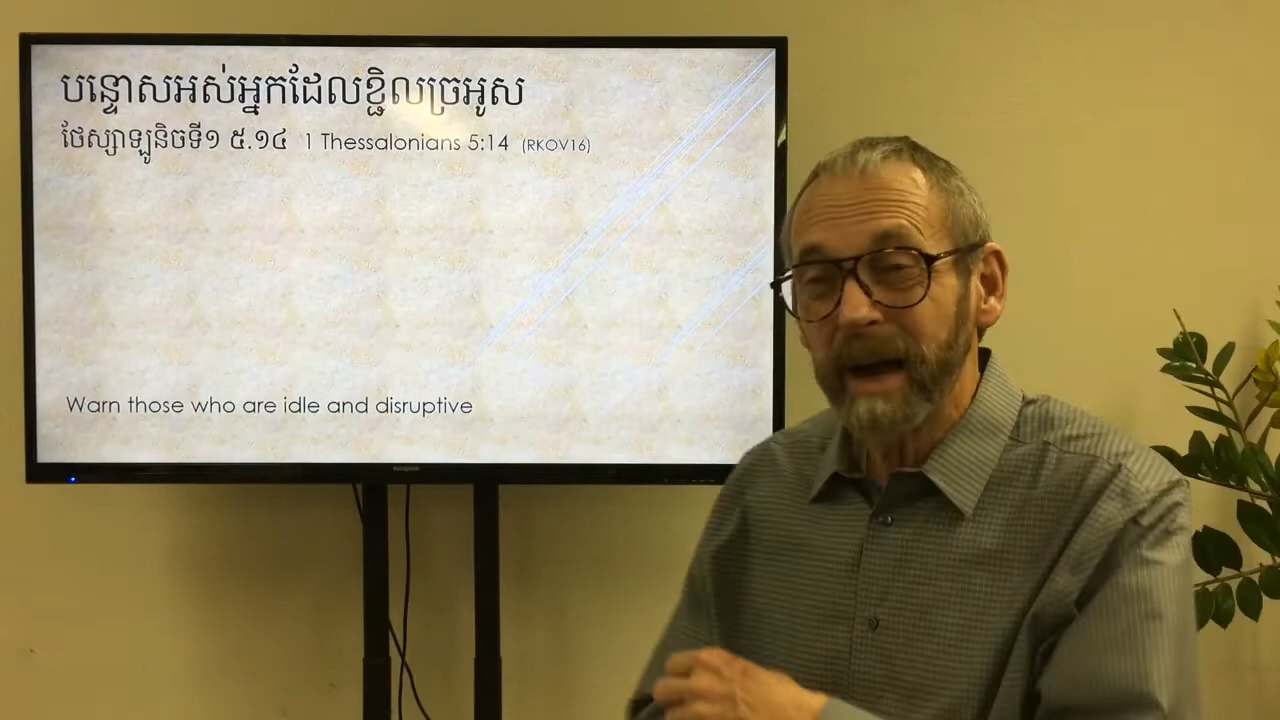 បន្ទោសអស់អ្នកដែលខ្ជិលច្រអូស
ថែស្សាឡូនិចទី១ ៥.១៤ 1 Thessalonians 5:14 (RKOV16)
Warn those who are idle and disruptive